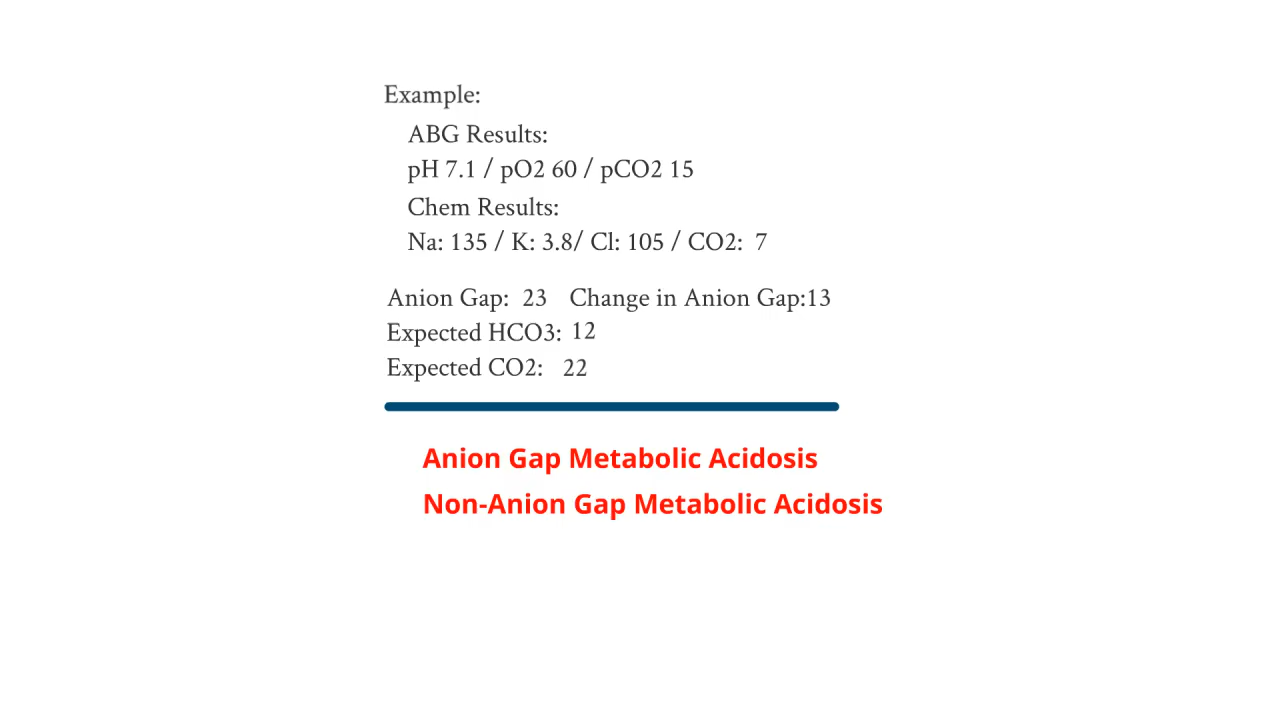 Example:
ABG Results:
pH 7.1 / pO2 60 / pCO2 15
Chem Results:
Na: 135 / K: 3.8/ Cl: 105 / CO2: 7
Anion Gap: 23 Change in Anion Gap:13
Expected HCO3: 12
Expected CO2: 22
Anion Gap Metabolic Acidosis
Non-Anion Gap Metabolic Acidosis